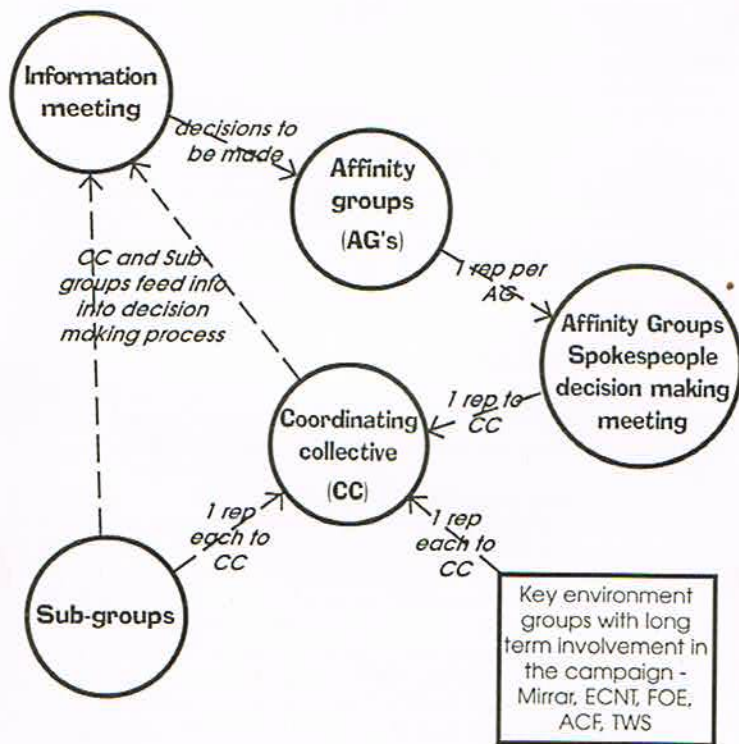 Information
meeting
decisions to
be made
Affinity
groups
(AG's)
1 rep per
AG
CC and Sub-
groups feed info
into decision
making process
Affinity Groups
Spokespeople
decision making
meeting
1 rep to
CC
Coordinating
collective
(CC)
1 rep
each to
CC
1 rep
each to
CC
Sub-groups
Key environment
groups with long
term involvement in
the campaign -
Mirrar, ECNT, FOE,
ACF, TWS